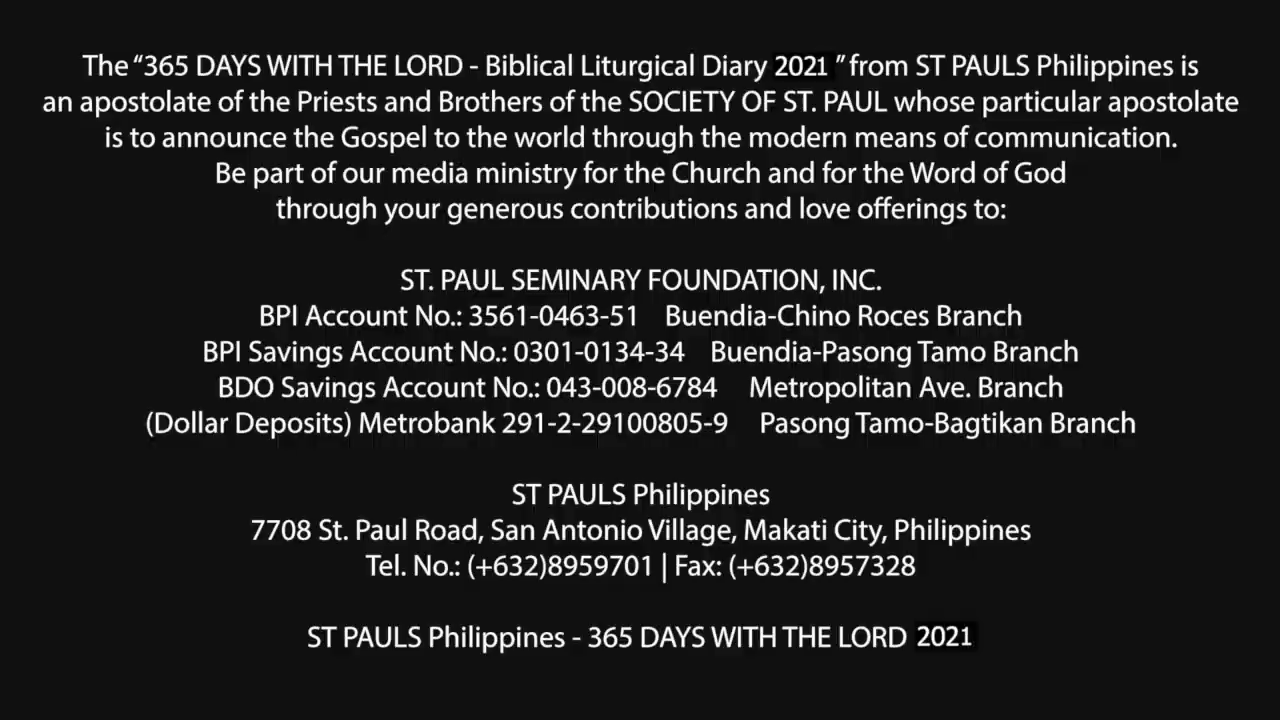 The “365 DAYS WITH THE LORD - Biblical Liturgical Diary 2021 ” from ST PAULS Philippines is
an apostolate of the Priests and Brothers of the SOCIETY OF ST. PAUL whose particular apostolate
is to announce the Gospel to the world through the modern means of communication.
Be part of our media ministry for the Church and for the Word of God
through your generous contributions and love offerings to:
ST. PAUL SEMINARY FOUNDATION, INC.
BPI Account No.: 3561-0463-51 Buendia-Chino Roces Branch
BPI Savings Account No.: 0301-0134-34 Buendia-Pasong Tamo Branch
BDO Savings Account No.: 043-008-6784 Metropolitan Ave. Branch
(Dollar Deposits) Metrobank 291-2-29100805-9 Pasong Tamo-Bagtikan Branch
ST PAULS Philippines
7708 St. Paul Road, San Antonio Village, Makati City, Philippines
Tel. No.: (+632)8959701 | Fax: (+632)8957328
ST PAULS Philippines - 365 DAYS WITH THE LORD 2021